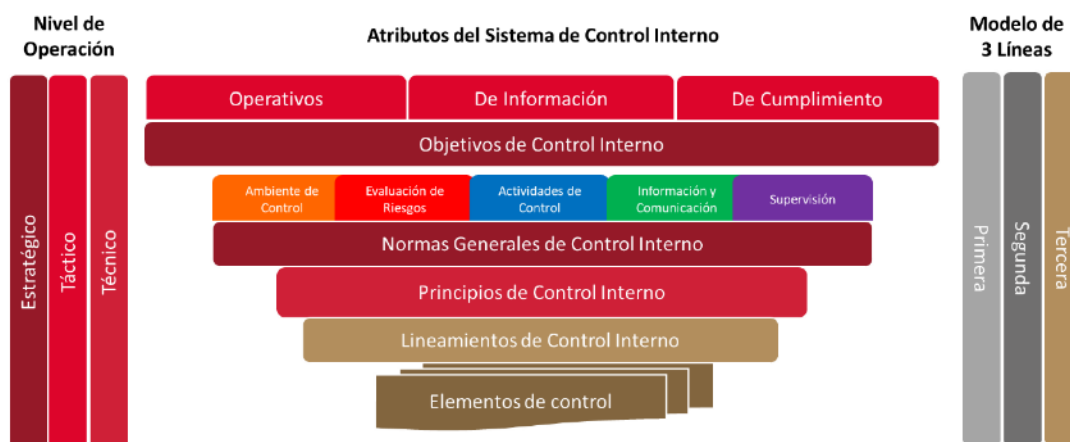 Nivel de
Operación
Atributos del Sistema de Control Interno
Modelo de
3 Líneas
Estratégico
Táctico
Técnico
Operativos
De Información
De Cumplimiento
Objetivos de Control Interno
Ambiente de
Control
Evaluación de
Riesgos
Actividades de
Control
Información y
Comunicación
Supervisión
Normas Generales de Control Interno
Principios de Control Interno
Lineamientos de Control Interno
Elementos de control
Primera
Segunda
Tercera